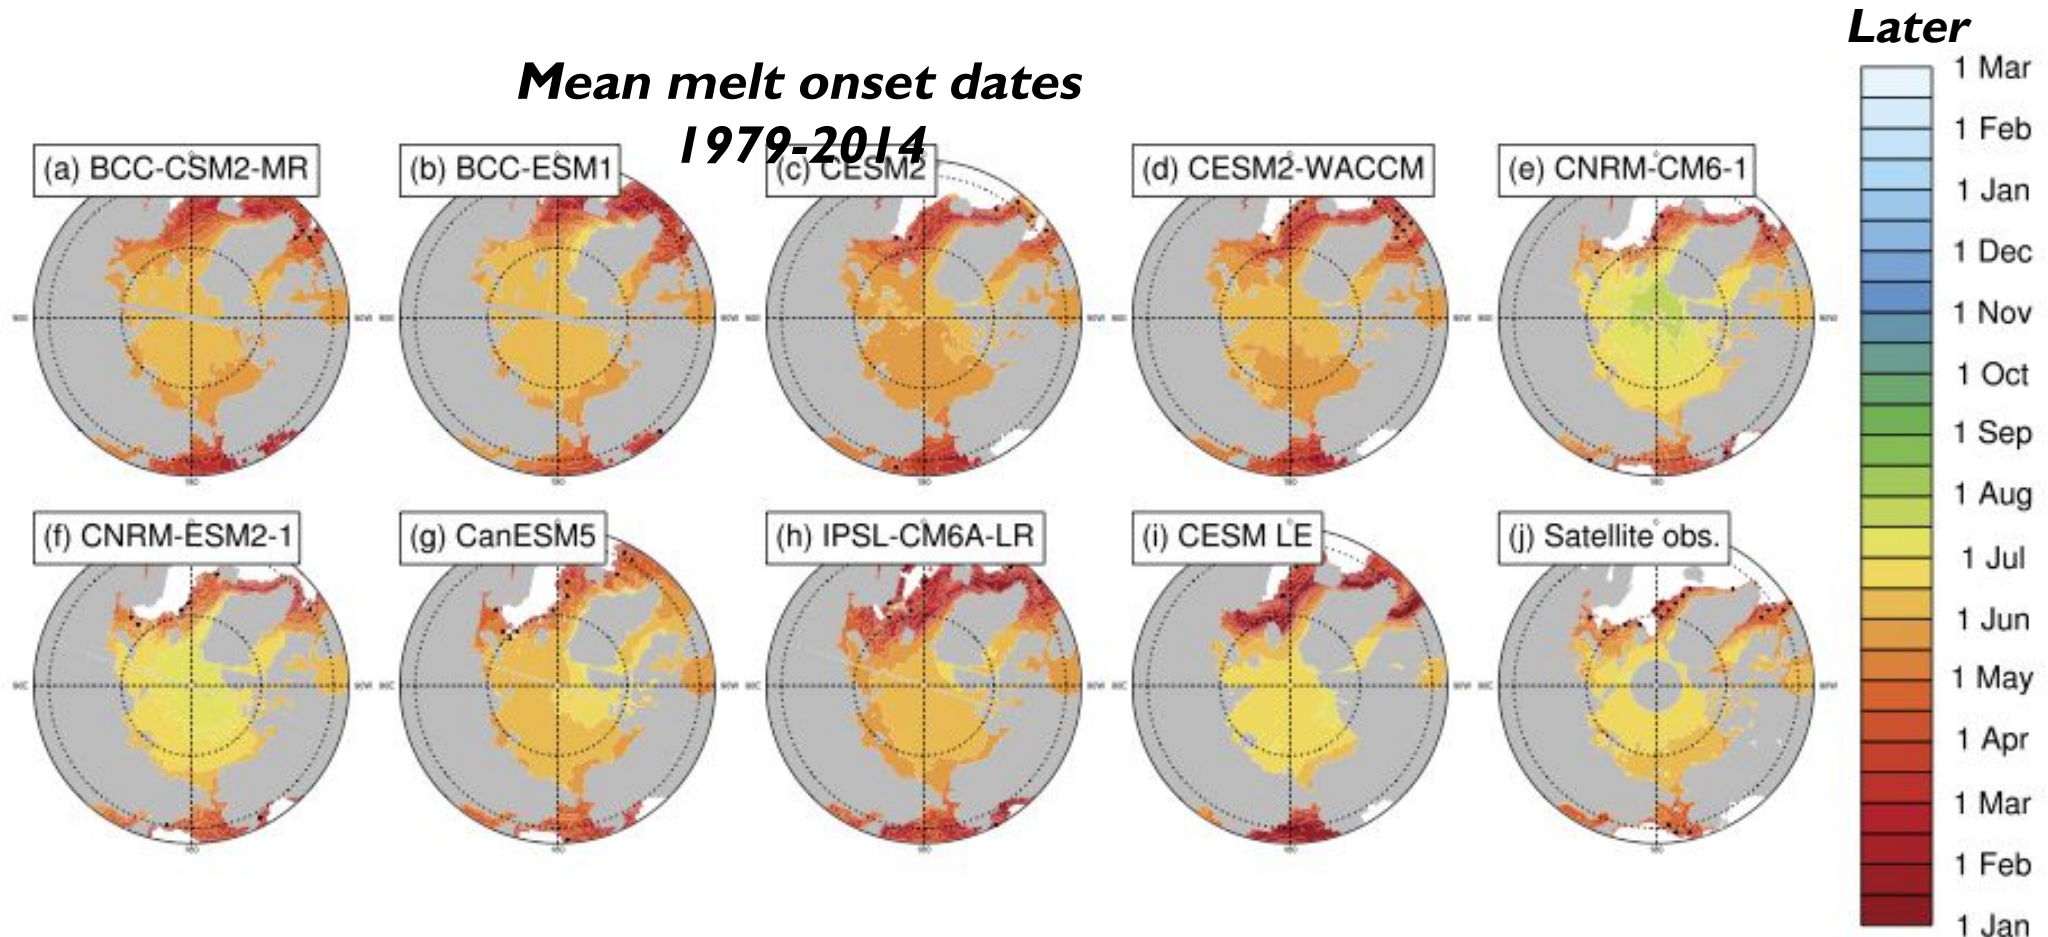 Later
Mean melt onset dates
1979-2014
(a) BCC-CSM2-MR
(b) BCC-ESM1
(c) CESM2
(d) CESM2-WACCM
(e) CNRM-CM6-1
(f) CNRM-ESM2-1
(g) CanESM5
(h) IPSL-CM6A-LR
(i) CESM LE
(j) Satellite obs.
1 Mar
1 Feb
1 Jan
1 Dec
1 Nov
1 Oct
1 Sep
1 Aug
1 Jul
1 Jun
1 May
1 Apr
1 Mar
1 Feb
1 Jan